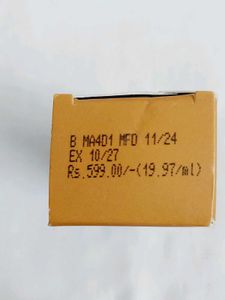 B MA4D1 MFD 11/24
EX 10/27
Rs.599.00/-(19.97/ml)